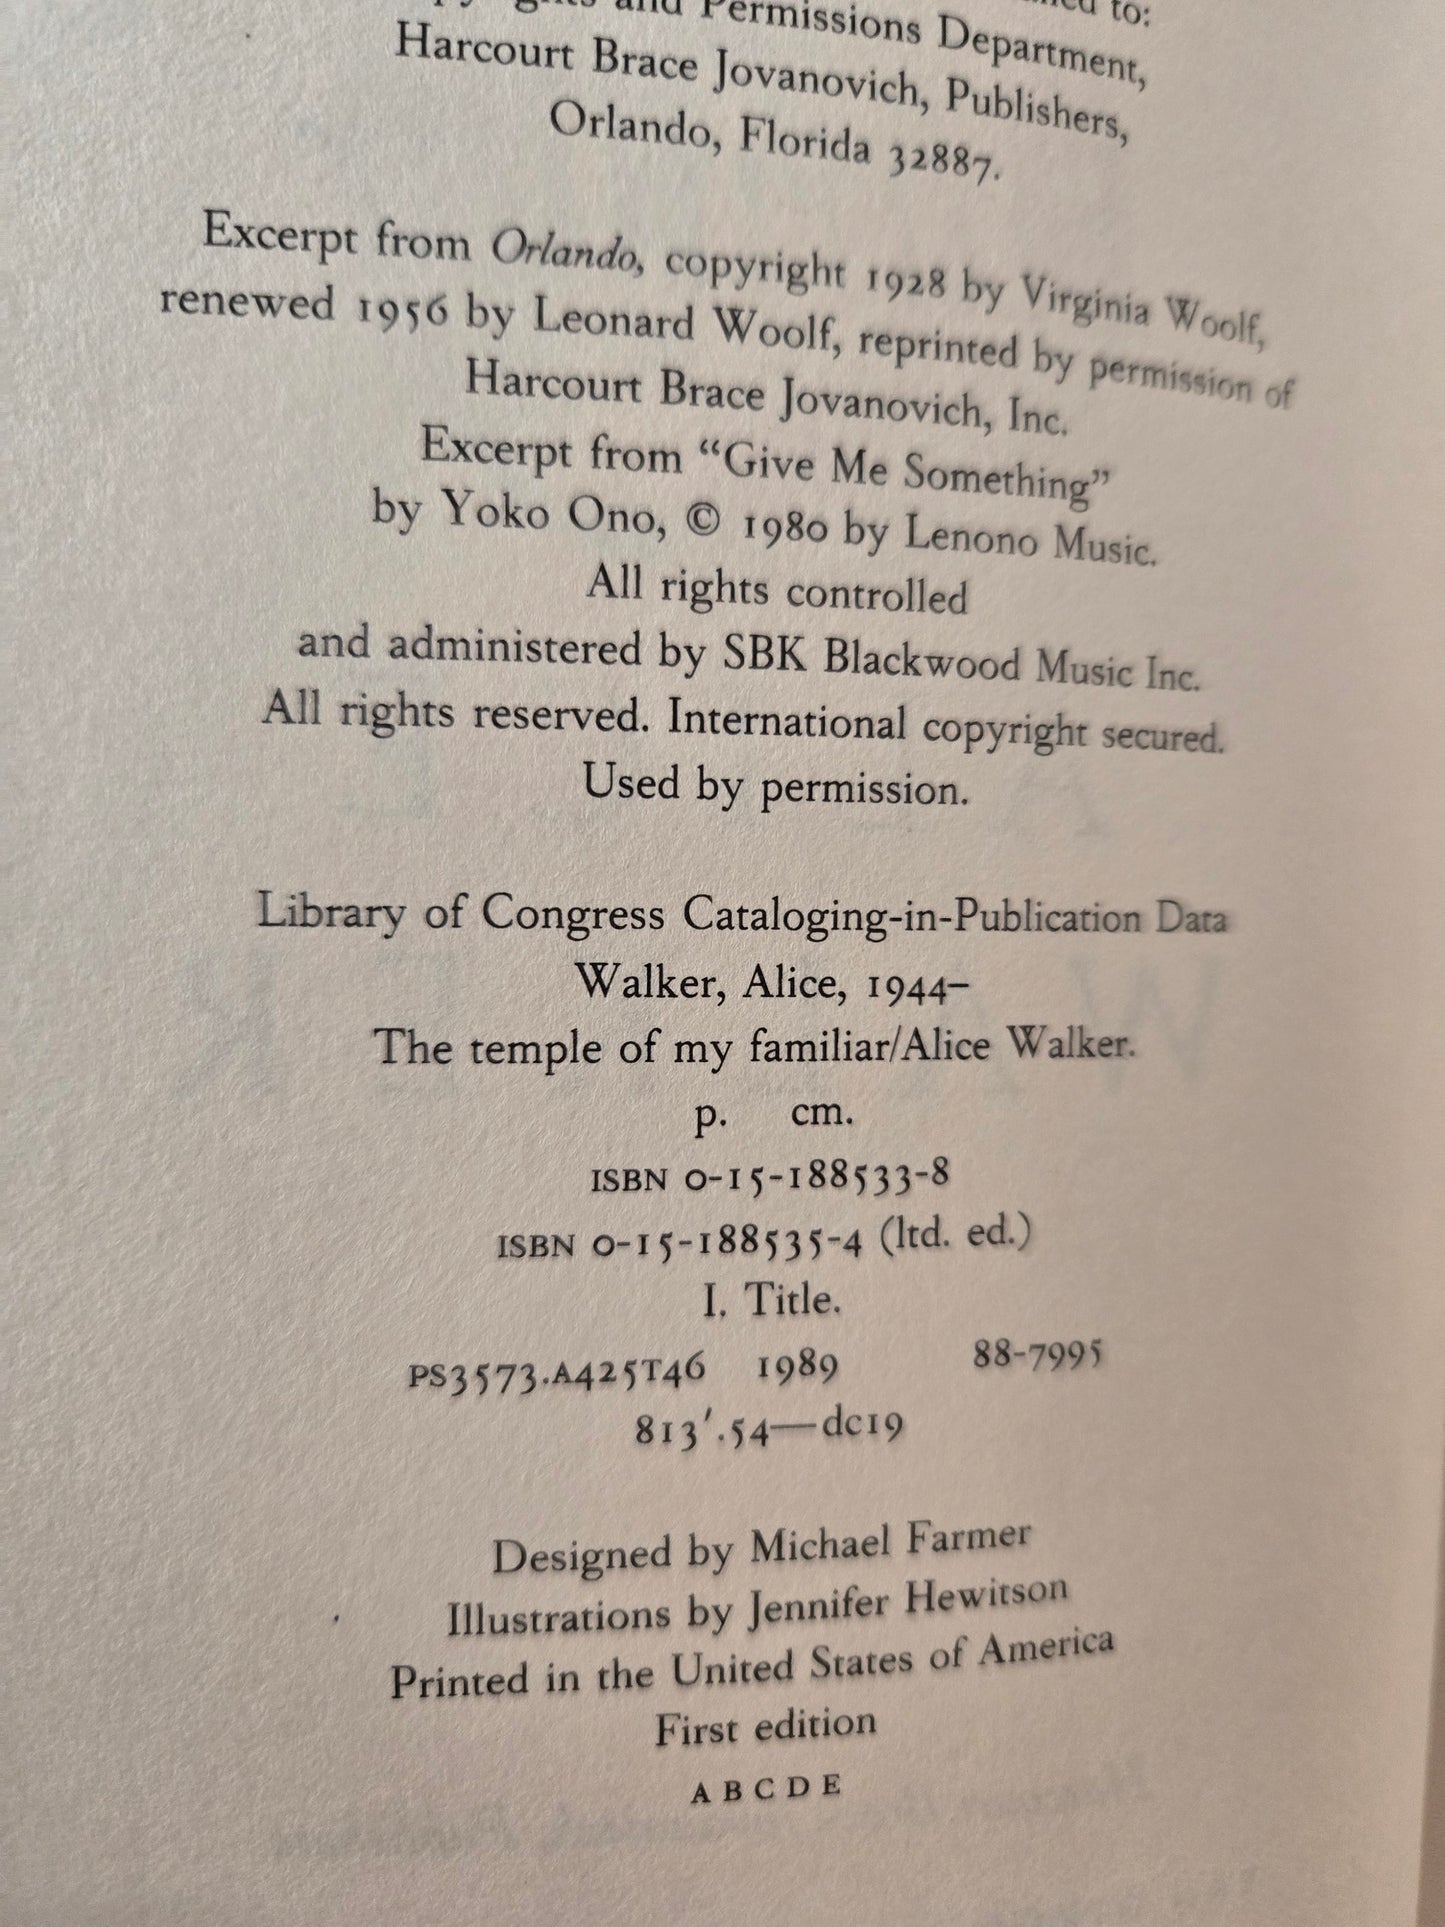 to:
and Permissions Department,
Harcourt Brace Jovanovich, Publishers,
Orlando, Florida 32887.
Excerpt from Orlando, copyright 1928 by Virginia Woolf,
renewed 1956 by Leonard Woolf, reprinted by permission of
Harcourt Brace Jovanovich, Inc.
Excerpt from “Give Me Something”
by Yoko Ono, © 1980 by Lenono Music.
All rights controlled
and administered by SBK Blackwood Music Inc.
All rights reserved. International copyright secured.
Used by permission.
Library of Congress Cataloging-in-Publication Data
Walker, Alice, 1944–
The temple of my familiar/Alice Walker.
p. cm.
ISBN 0-15-188533-8
ISBN 0-15-188535-4 (ltd. ed.)
I. Title.
PS3573.A425T46 1989 88-7995
813′.54—dc19
Designed by Michael Farmer
Illustrations by Jennifer Hewitson
Printed in the United States of America
First edition
A B C D E